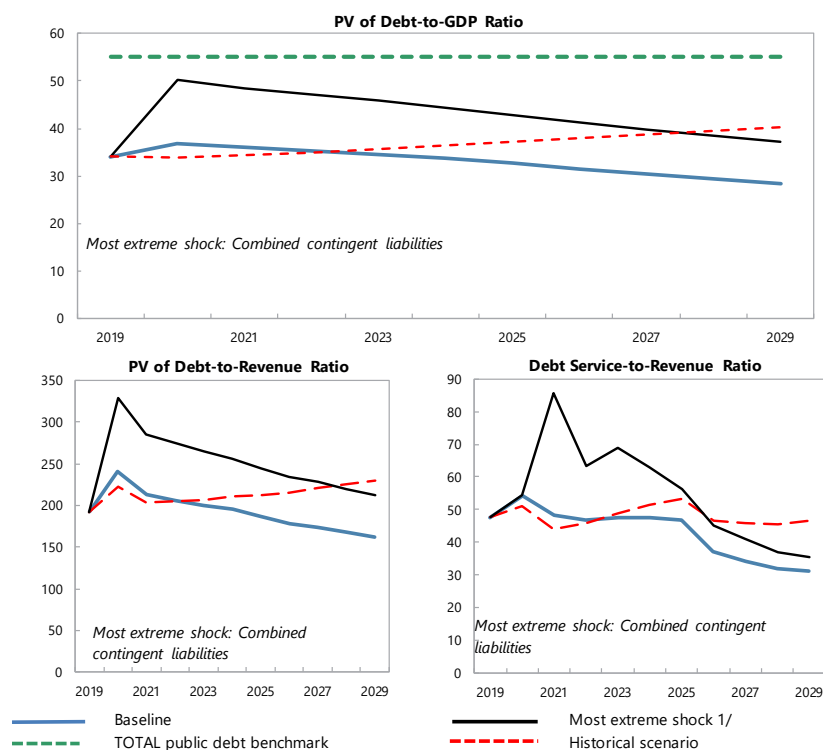 PV of Debt-to-GDP Ratio
60
50
40
30
20
10
0
Most extreme shock: Combined contingent liabilities
2019 2021 2023 2025 2027 2029
PV of Debt-to-Revenue Ratio
350
300
250
200
150
100
50
0
Most extreme shock: Combined
contingent liabilities
2019 2021 2023 2025 2027 2029
Debt Service-to-Revenue Ratio
90
80
70
60
50
40
30
20
10
0
Most extreme shock: Combined contingent
liabilities
2019 2021 2023 2025 2027 2029
Baseline
Most extreme shock 1/
TOTAL public debt benchmark
Historical scenario